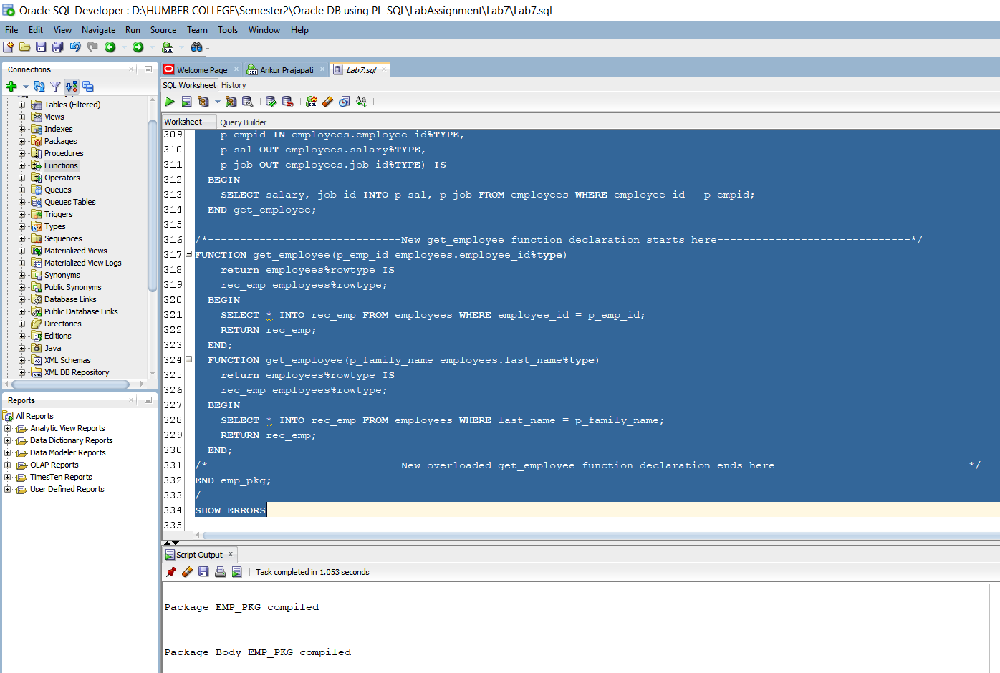 Oracle SQL Developer : D:\HUMBER COLLEGE\Semester2\Oracle DB using PL-SQL\LabAssignment\Lab7\Lab7.sql
File Edit View Navigate Run Source Team Tools Window Help
Connections
Tables (Filtered)
Views
Indexes
Packages
Procedures
Functions
Operators
Queues
Queues Tables
Triggers
Types
Sequences
Materialized Views
Materialized View Logs
Synonyms
Public Synonyms
Database Links
Public Database Links
Directories
Editions
Java
XML Schemas
XML DB Repository
Reports
All Reports
Analytic View Reports
Data Dictionary Reports
Data Modeler Reports
OLAP Reports
TimesTen Reports
User Defined Reports
Welcome Page Ankur Prajapati Lab7.sql
SQL Worksheet History
Worksheet Query Builder
309 p_empid IN employees.employee_id%TYPE,
310 p_sal OUT employees.salary%TYPE,
311 p_job OUT employees.job_id%TYPE) IS
312 BEGIN
313 SELECT salary, job_id INTO p_sal, p_job FROM employees WHERE employee_id = p_empid;
314 END get_employee;
315
316 /*------------------------------New get_employee function declaration starts here------------------------------*/
317 FUNCTION get_employee(p_emp_id employees.employee_id%type)
318 return employees%rowtype IS
319 rec_emp employees%rowtype;
320 BEGIN
321 SELECT * INTO rec_emp FROM employees WHERE employee_id = p_emp_id;
322 RETURN rec_emp;
323 END;
324 FUNCTION get_employee(p_family_name employees.last_name%type)
325 return employees%rowtype IS
326 rec_emp employees%rowtype;
327 BEGIN
328 SELECT * INTO rec_emp FROM employees WHERE last_name = p_family_name;
329 RETURN rec_emp;
330 END;
331 /*------------------------------New overloaded get_employee function declaration ends here------------------------------*/
332 END emp_pkg;
333 /
334 SHOW ERRORS
335
Script Output
Task completed in 1.053 seconds
Package EMP_PKG compiled
Package Body EMP_PKG compiled